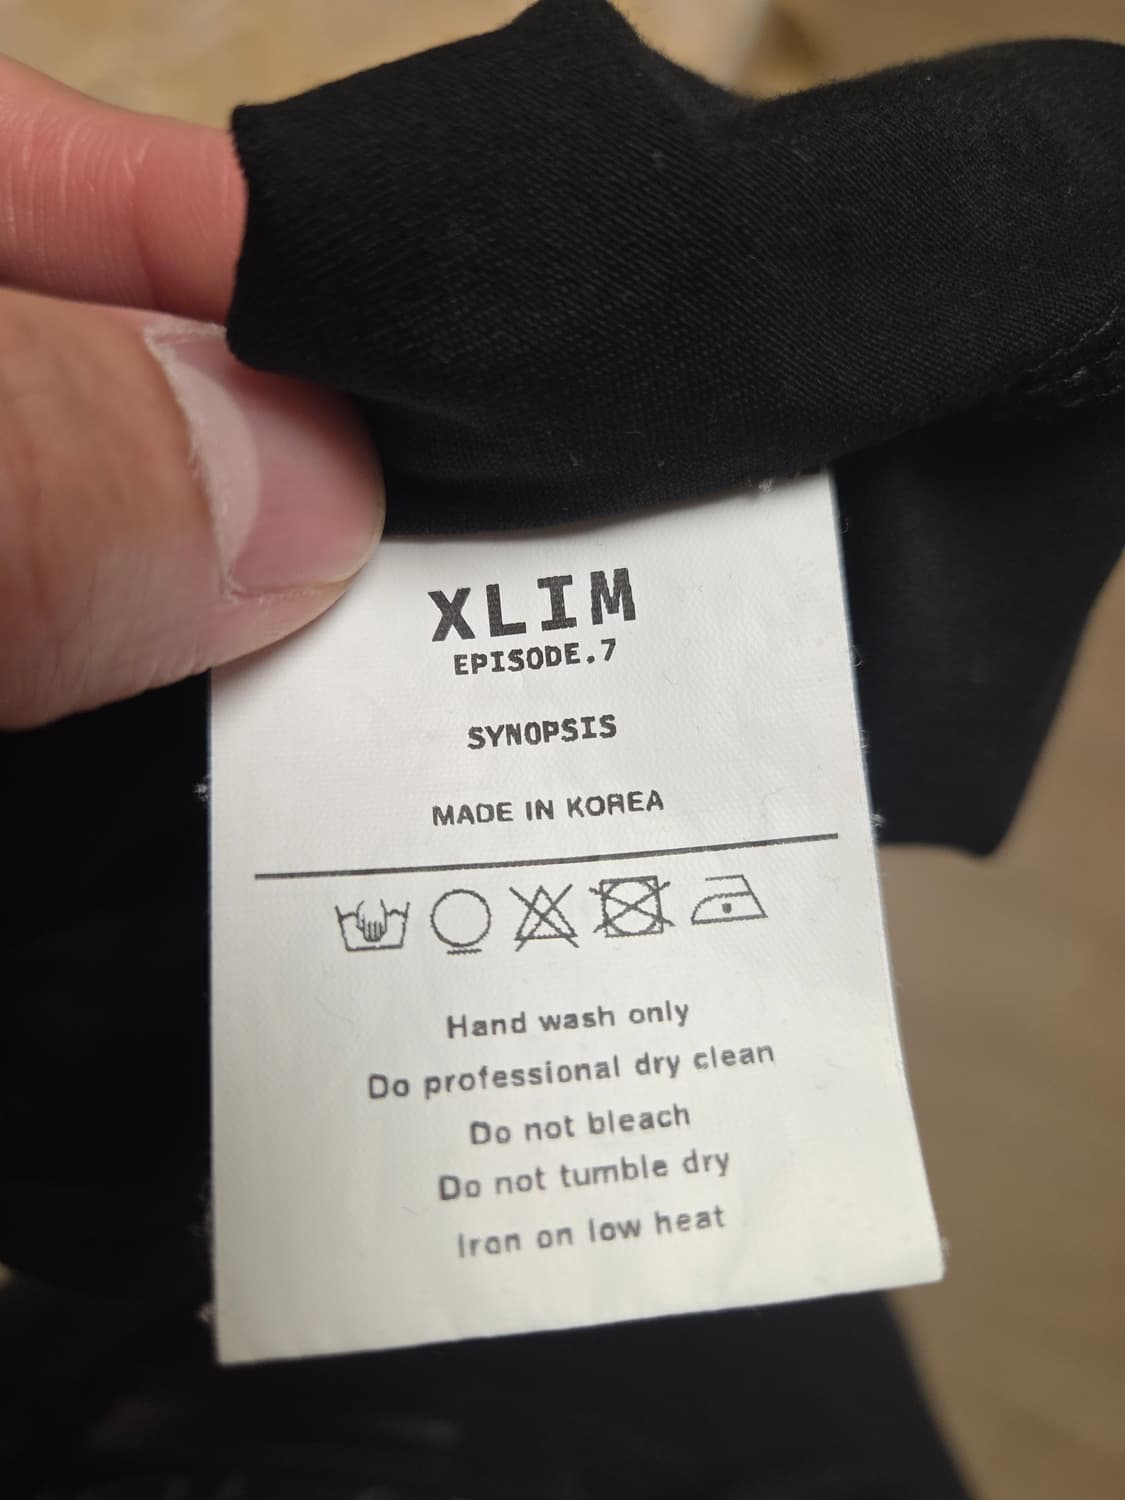 XLIM
EPISODE.7
SYNOPSIS
MADE IN KOREA
Hand wash only
Do professional dry clean
Do not bleach
Do not tumble dry
Iron on low heat